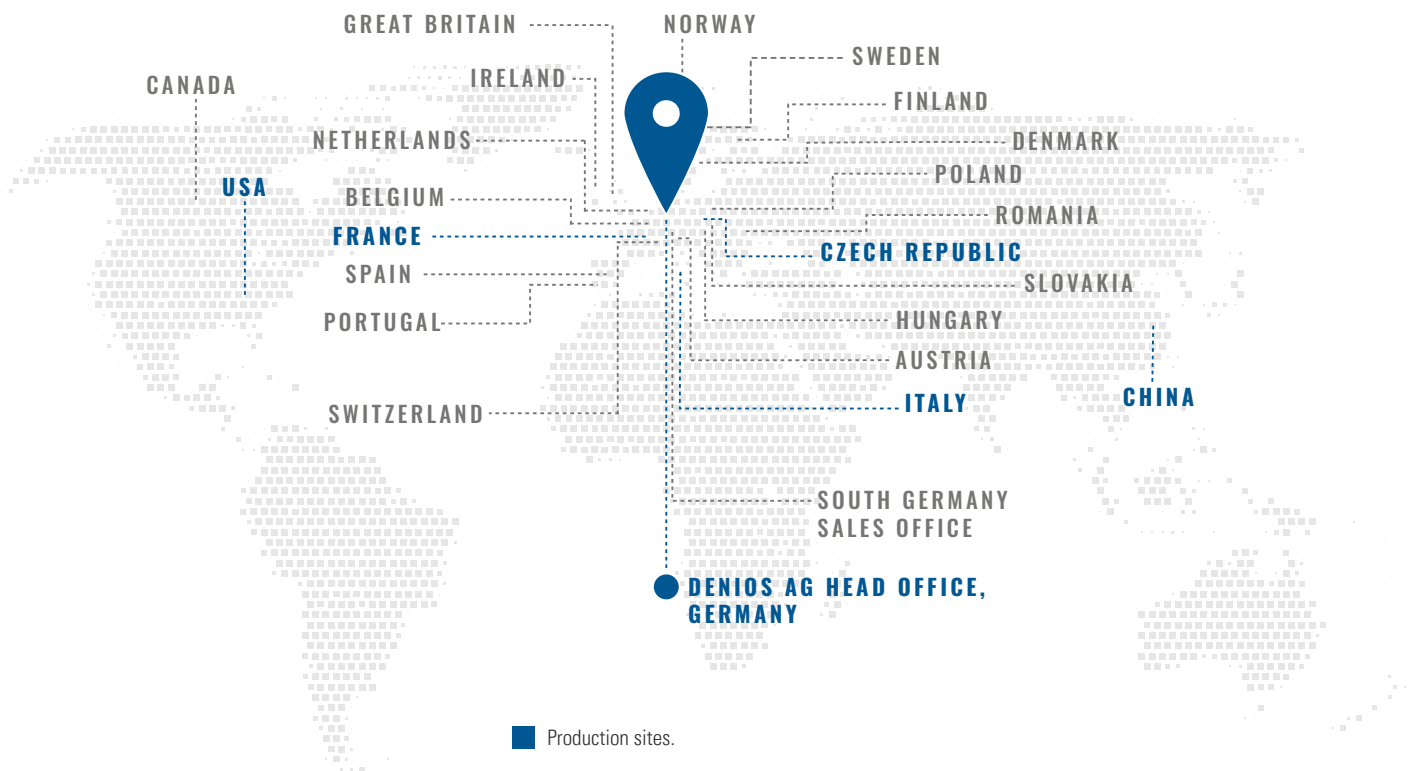 GREAT BRITAIN
NORWAY
SWEDEN
CANADA
IRELAND
FINLAND
NETHERLANDS
DENMARK
POLAND
USA
BELGIUM
ROMANIA
FRANCE
CZECH REPUBLIC
SPAIN
SLOVAKIA
PORTUGAL
HUNGARY
AUSTRIA
CHINA
ITALY
SWITZERLAND
SOUTH GERMANY
SALES OFFICE
DENIOS AG HEAD OFFICE,
GERMANY
Production sites.